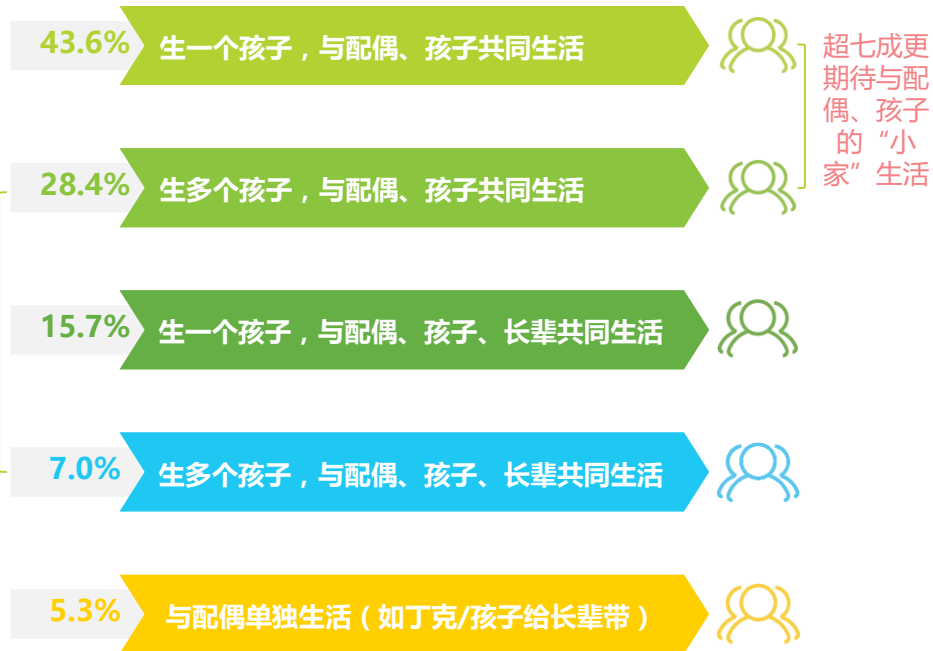 43.6%
生一个孩子，与配偶、孩子共同生活
超七成更
期待与配
偶、孩子
的“小
家”生活
28.4%
生多个孩子，与配偶、孩子共同生活
15.7%
生一个孩子，与配偶、孩子、长辈共同生活
7.0%
生多个孩子，与配偶、孩子、长辈共同生活
5.3%
与配偶单独生活（如丁克/孩子给长辈带）